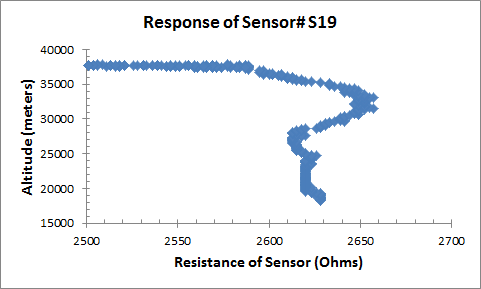 Response of Sensor# S19
40000
35000
30000
25000
20000
15000
Altitude (meters)
2500 2550 2600 2650 2700
Resistance of Sensor (Ohms)